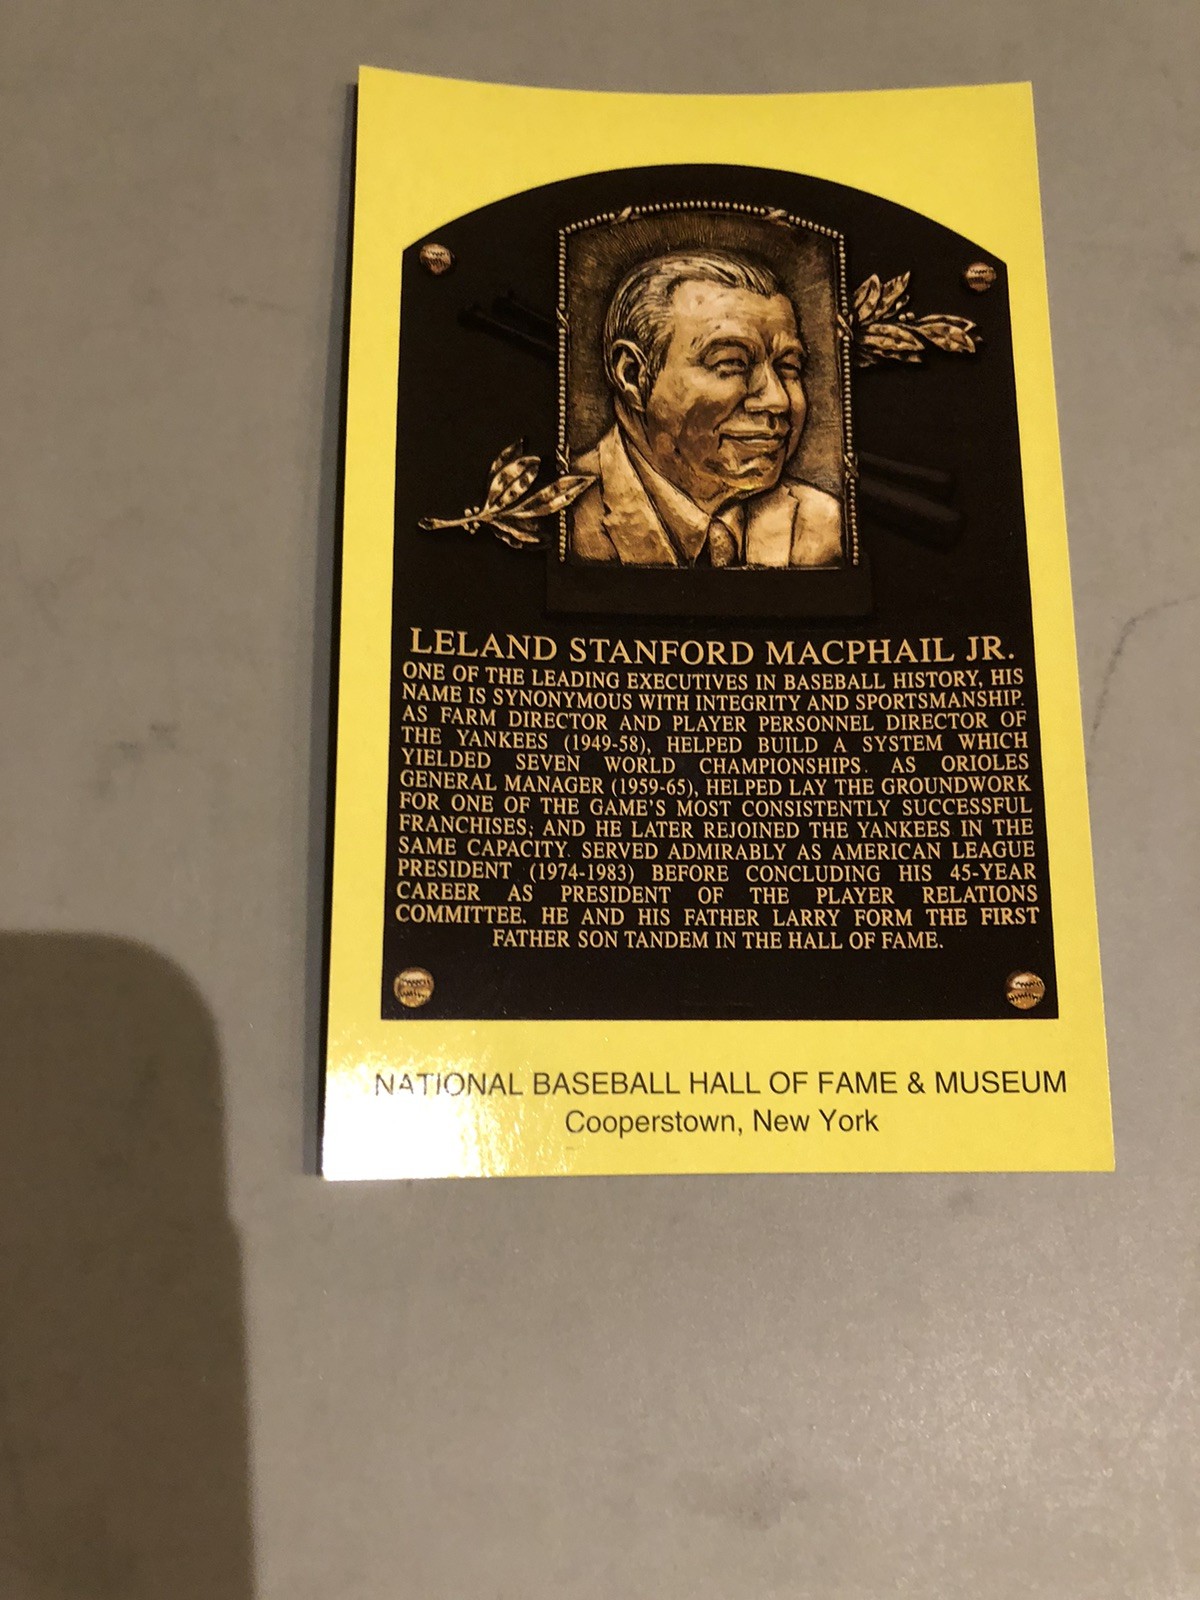 LELAND STANFORD MACPHAIL JR.
ONE OF THE LEADING EXECUTIVES IN BASEBALL HISTORY, HIS
NAME IS SYNONYMOUS WITH INTEGRITY AND SPORTSMANSHIP.
AS FARM DIRECTOR AND PLAYER PERSONNEL DIRECTOR OF
THE YANKEES (1949-58), HELPED BUILD A SYSTEM WHICH
YIELDED SEVEN WORLD CHAMPIONSHIPS. AS ORIOLES
GENERAL MANAGER (1959-65), HELPED LAY THE GROUNDWORK
FOR ONE OF THE GAME'S MOST CONSISTENTLY SUCCESSFUL
FRANCHISES; AND HE LATER REJOINED THE YANKEES IN THE
SAME CAPACITY. SERVED ADMIRABLY AS AMERICAN LEAGUE
PRESIDENT (1974-1983) BEFORE CONCLUDING HIS 45-YEAR
CAREER AS PRESIDENT OF THE PLAYER RELATIONS
COMMITTEE. HE AND HIS FATHER LARRY FORM THE FIRST
FATHER SON TANDEM IN THE HALL OF FAME.
NATIONAL BASEBALL HALL OF FAME & MUSEUM
Cooperstown, New York